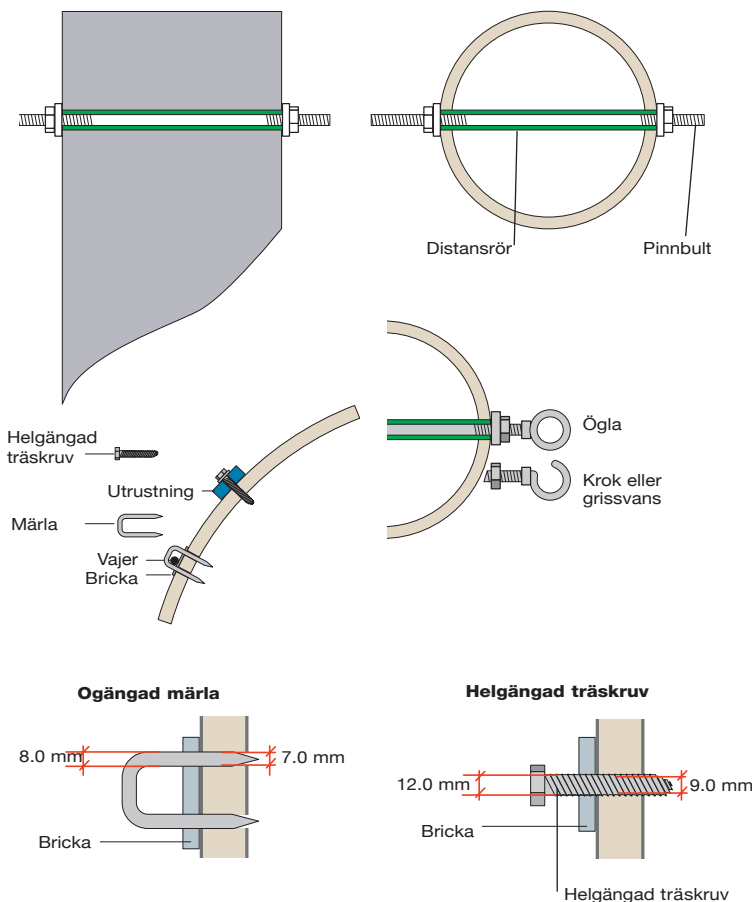 Distansrör
Pinnbult
Ögla
Krok eller
grissvans
Helgängad
träskruv
Utrustning
Märla
Vajer
Bricka
Ogängad märla
8.0 mm
7.0 mm
Bricka
Helgängad träskruv
12.0 mm
9.0 mm
Bricka
Helgängad träskruv